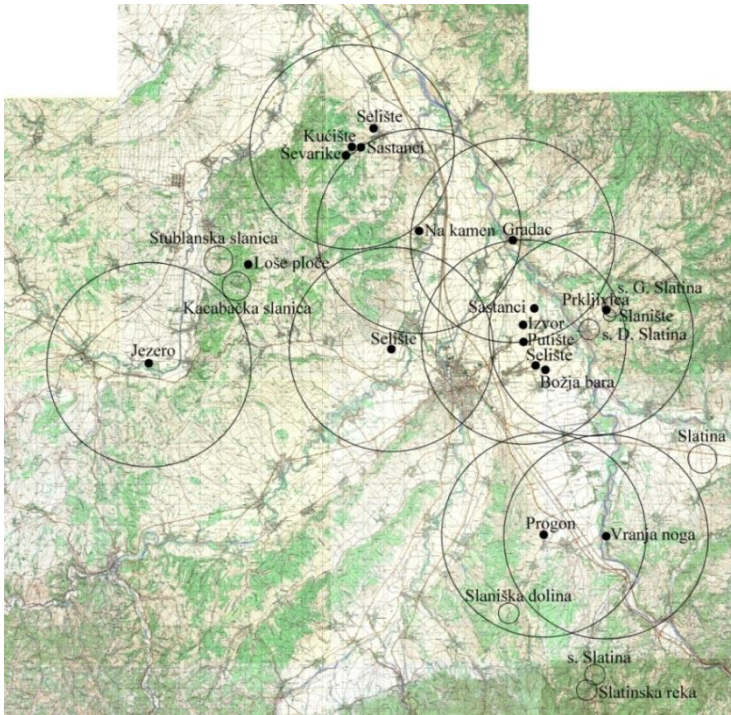 Selište
Kućište
Ševarike
Sastanci
Na kamen
Gradac
Stublanska slanica
Loše ploče
Kacabaćka slanica
s. G. Slatina
Prkljivica
Sastanci
Slanište
Izvor
s. D. Slatina
Jezero
Selište
Putište
Selište
Božja bara
Slatina
Progon
Vranja noga
Slaniška dolina
s. Slatina
Slatinska reka